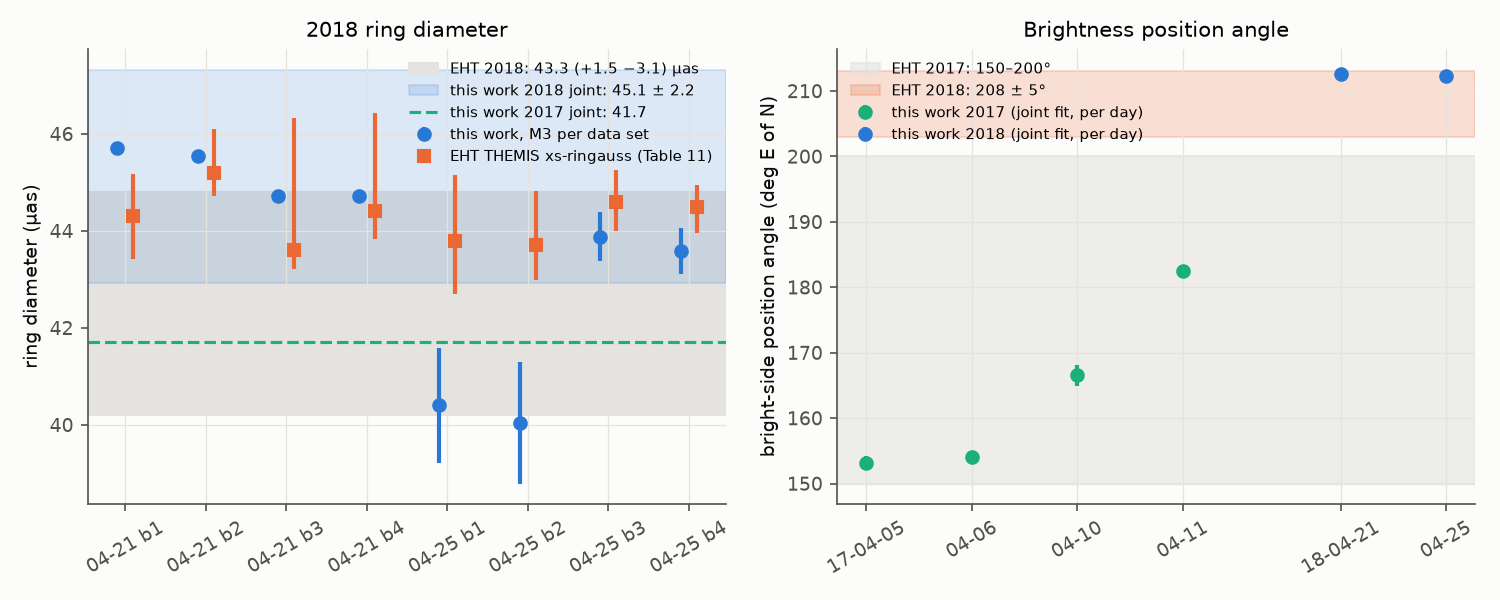 2018 ring diameter
EHT 2018: 43.3 (+1.5 −3.1) μas
this work 2018 joint: 45.1 ± 2.2
this work 2017 joint: 41.7
this work, M3 per data set
EHT THEMIS xs-ringauss (Table 11)
ring diameter (μas)
46
44
42
40
04-21 b1
04-21 b2
04-21 b3
04-21 b4
04-25 b1
04-25 b2
04-25 b3
04-25 b4
Brightness position angle
EHT 2017: 150–200°
EHT 2018: 208 ± 5°
this work 2017 (joint fit, per day)
this work 2018 (joint fit, per day)
bright-side position angle (deg E of N)
210
200
190
180
170
160
150
17-04-05
04-06
04-10
04-11
18-04-21
04-25